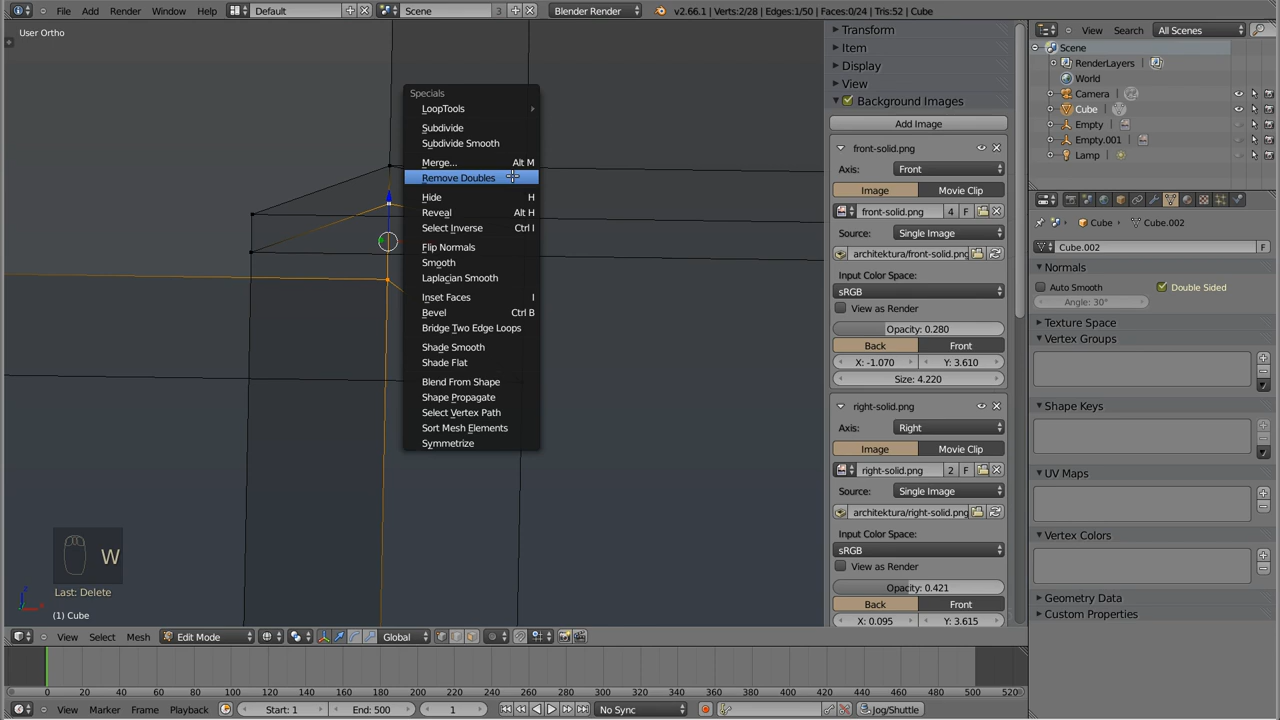 File Add Render Window Help Default Scene 3 Blender Render v2.66.1 | Verts:2/28 | Edges:1/50 | Faces:0/24 | Tris:52 | Cube
User Ortho
Specials
LoopTools
Subdivide
Subdivide Smooth
Merge... Alt M
Remove Doubles
Hide H
Reveal Alt H
Select Inverse Ctrl I
Flip Normals
Smooth
Laplacian Smooth
Inset Faces I
Bevel Ctrl B
Bridge Two Edge Loops
Shade Smooth
Shade Flat
Blend From Shape
Shape Propagate
Select Vertex Path
Sort Mesh Elements
Symmetrize
W
Last: Delete
(1) Cube
View Select Mesh Edit Mode Global
Transform
Item
Display
View
Background Images
Add Image
front-solid.png
Axis: Front
Image Movie Clip
front-solid.png 4 F
Source: Single Image
architektura/front-solid.png
Input Color Space:
sRGB
View as Render
Opacity: 0.280
Back Front
X: -1.070 Y: 3.610
Size: 4.220
right-solid.png
Axis: Right
Image Movie Clip
right-solid.png 2 F
Source: Single Image
architektura/right-solid.png
Input Color Space:
sRGB
View as Render
Opacity: 0.421
Back Front
X: 0.095 Y: 3.615
View Search All Scenes
Scene
RenderLayers
World
Camera
Cube
Empty
Empty.001
Lamp
Cube Cube.002
Cube.002 F
Normals
Auto Smooth Double Sided
Angle: 30°
Texture Space
Vertex Groups
Shape Keys
UV Maps
Vertex Colors
Geometry Data
Custom Properties
0 20 40 60 80 100 120 140 160 180 200 220 240 260 280 300 320 340 360 380 400 420 440 460 480 500 520
View Marker Frame Playback Start: 1 End: 500 1 No Sync Jog/Shuttle